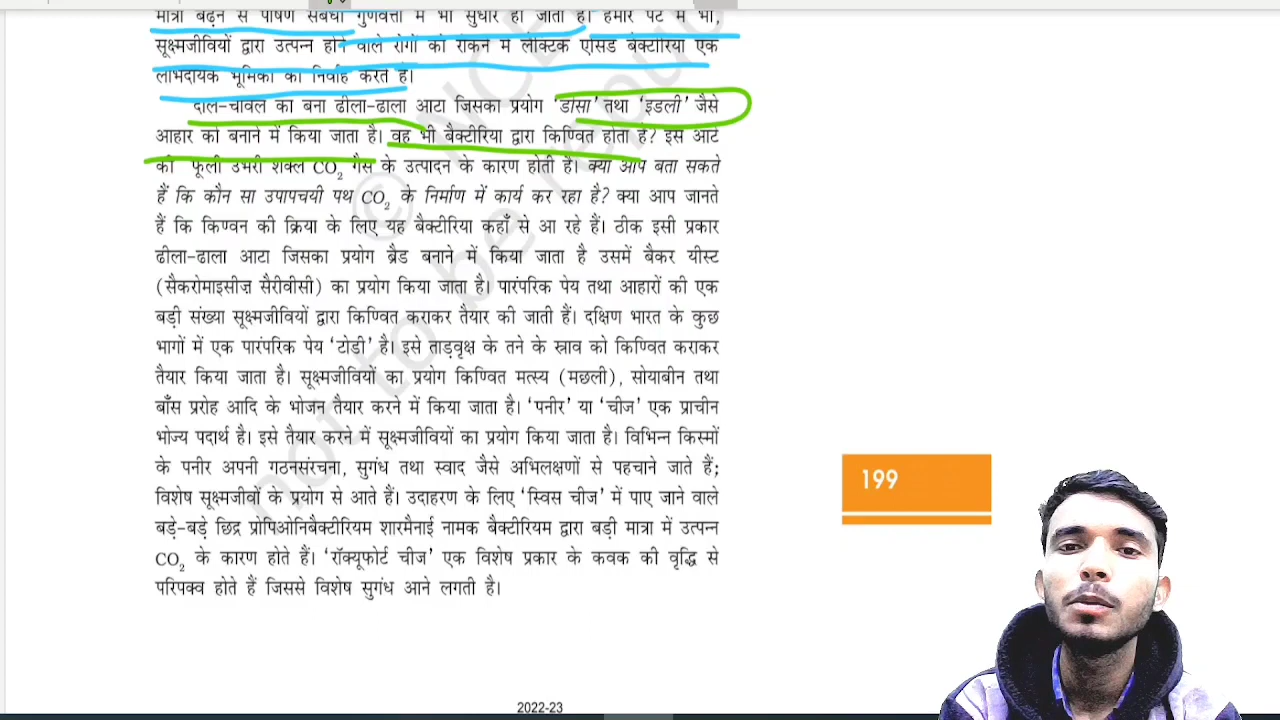 मात्रा बढ़ने से पोषण संबंधी गुणवत्ता में भी सुधार हो जाता है। हमारे पेट में भी,
सूक्ष्मजीवियों द्वारा उत्पन्न होने वाले रोगों को रोकने में लैक्टिक एसिड बैक्टीरिया एक
लाभदायक भूमिका का निर्वाह करते हैं।
दाल-चावल का बना ढीला-ढाला आटा जिसका प्रयोग ‘डोसा’ तथा ‘इडली’ जैसे
आहार को बनाने में किया जाता है। वह भी बैक्टीरिया द्वारा किण्वित होता है? इस आटे
की फूली उभरी शक्ल CO₂ गैस के उत्पादन के कारण होती है। क्या आप बता सकते
हैं कि कौन सा उपापचयी पथ CO₂ के निर्माण में कार्य कर रहा है? क्या आप जानते
हैं कि किण्वन की क्रिया के लिए यह बैक्टीरिया कहाँ से आ रहे हैं। ठीक इसी प्रकार
ढीला-ढाला आटा जिसका प्रयोग ब्रैड बनाने में किया जाता है उसमें बैकर यीस्ट
(सैकरोमाइसीज़ सैरीवीसी) का प्रयोग किया जाता है। पारंपरिक पेय तथा आहारों की एक
बड़ी संख्या सूक्ष्मजीवियों द्वारा किण्वित कराकर तैयार की जाती हैं। दक्षिण भारत के कुछ
भागों में एक पारंपरिक पेय ‘टोडी’ है। इसे ताड़वृक्ष के तने के स्राव को किण्वित कराकर
तैयार किया जाता है। सूक्ष्मजीवियों का प्रयोग किण्वित मत्स्य (मछली), सोयाबीन तथा
बाँस प्ररोह आदि के भोजन तैयार करने में किया जाता है। ‘पनीर’ या ‘चीज’ एक प्राचीन
भोज्य पदार्थ है। इसे तैयार करने में सूक्ष्मजीवियों का प्रयोग किया जाता है। विभिन्न किस्मों
के पनीर अपनी गठनसंरचना, सुगंध तथा स्वाद जैसे अभिलक्षणों से पहचाने जाते हैं;
विशेष सूक्ष्मजीवों के प्रयोग से आते हैं। उदाहरण के लिए ‘स्विस चीज’ में पाए जाने वाले
बड़े-बड़े छिद्र प्रोपिओनिबैक्टीरियम शारमैनाई नामक बैक्टीरियम द्वारा बड़ी मात्रा में उत्पन्न
CO₂ के कारण होते हैं। ‘रॉक्यूफोर्ट चीज’ एक विशेष प्रकार के कवक की वृद्धि से
परिपक्व होते हैं जिससे विशेष सुगंध आने लगती है।
199
2022-23